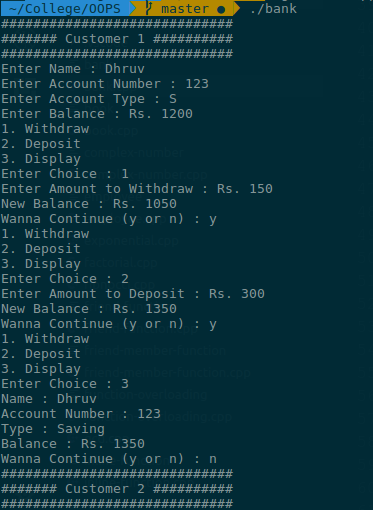 ~/College/OOPS master ● ./bank
#############################
####### Customer 1 ##########
#############################
Enter Name : Dhruv
Enter Account Number : 123
Enter Account Type : S
Enter Balance : Rs. 1200
1. Withdraw
2. Deposit
3. Display
Enter Choice : 1
Enter Amount to Withdraw : Rs. 150
New Balance : Rs. 1050
Wanna Continue (y or n) : y
1. Withdraw
2. Deposit
3. Display
Enter Choice : 2
Enter Amount to Deposit : Rs. 300
New Balance : Rs. 1350
Wanna Continue (y or n) : y
1. Withdraw
2. Deposit
3. Display
Enter Choice : 3
Name : Dhruv
Account Number : 123
Type : Saving
Balance : Rs. 1350
Wanna Continue (y or n) : n
#############################
####### Customer 2 ##########
#############################